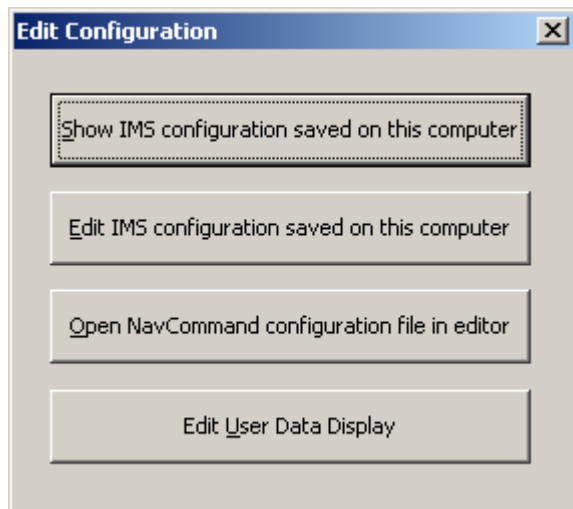 Edit Configuration
Show IMS configuration saved on this computer
Edit IMS configuration saved on this computer
Open NavCommand configuration file in editor
Edit User Data Display